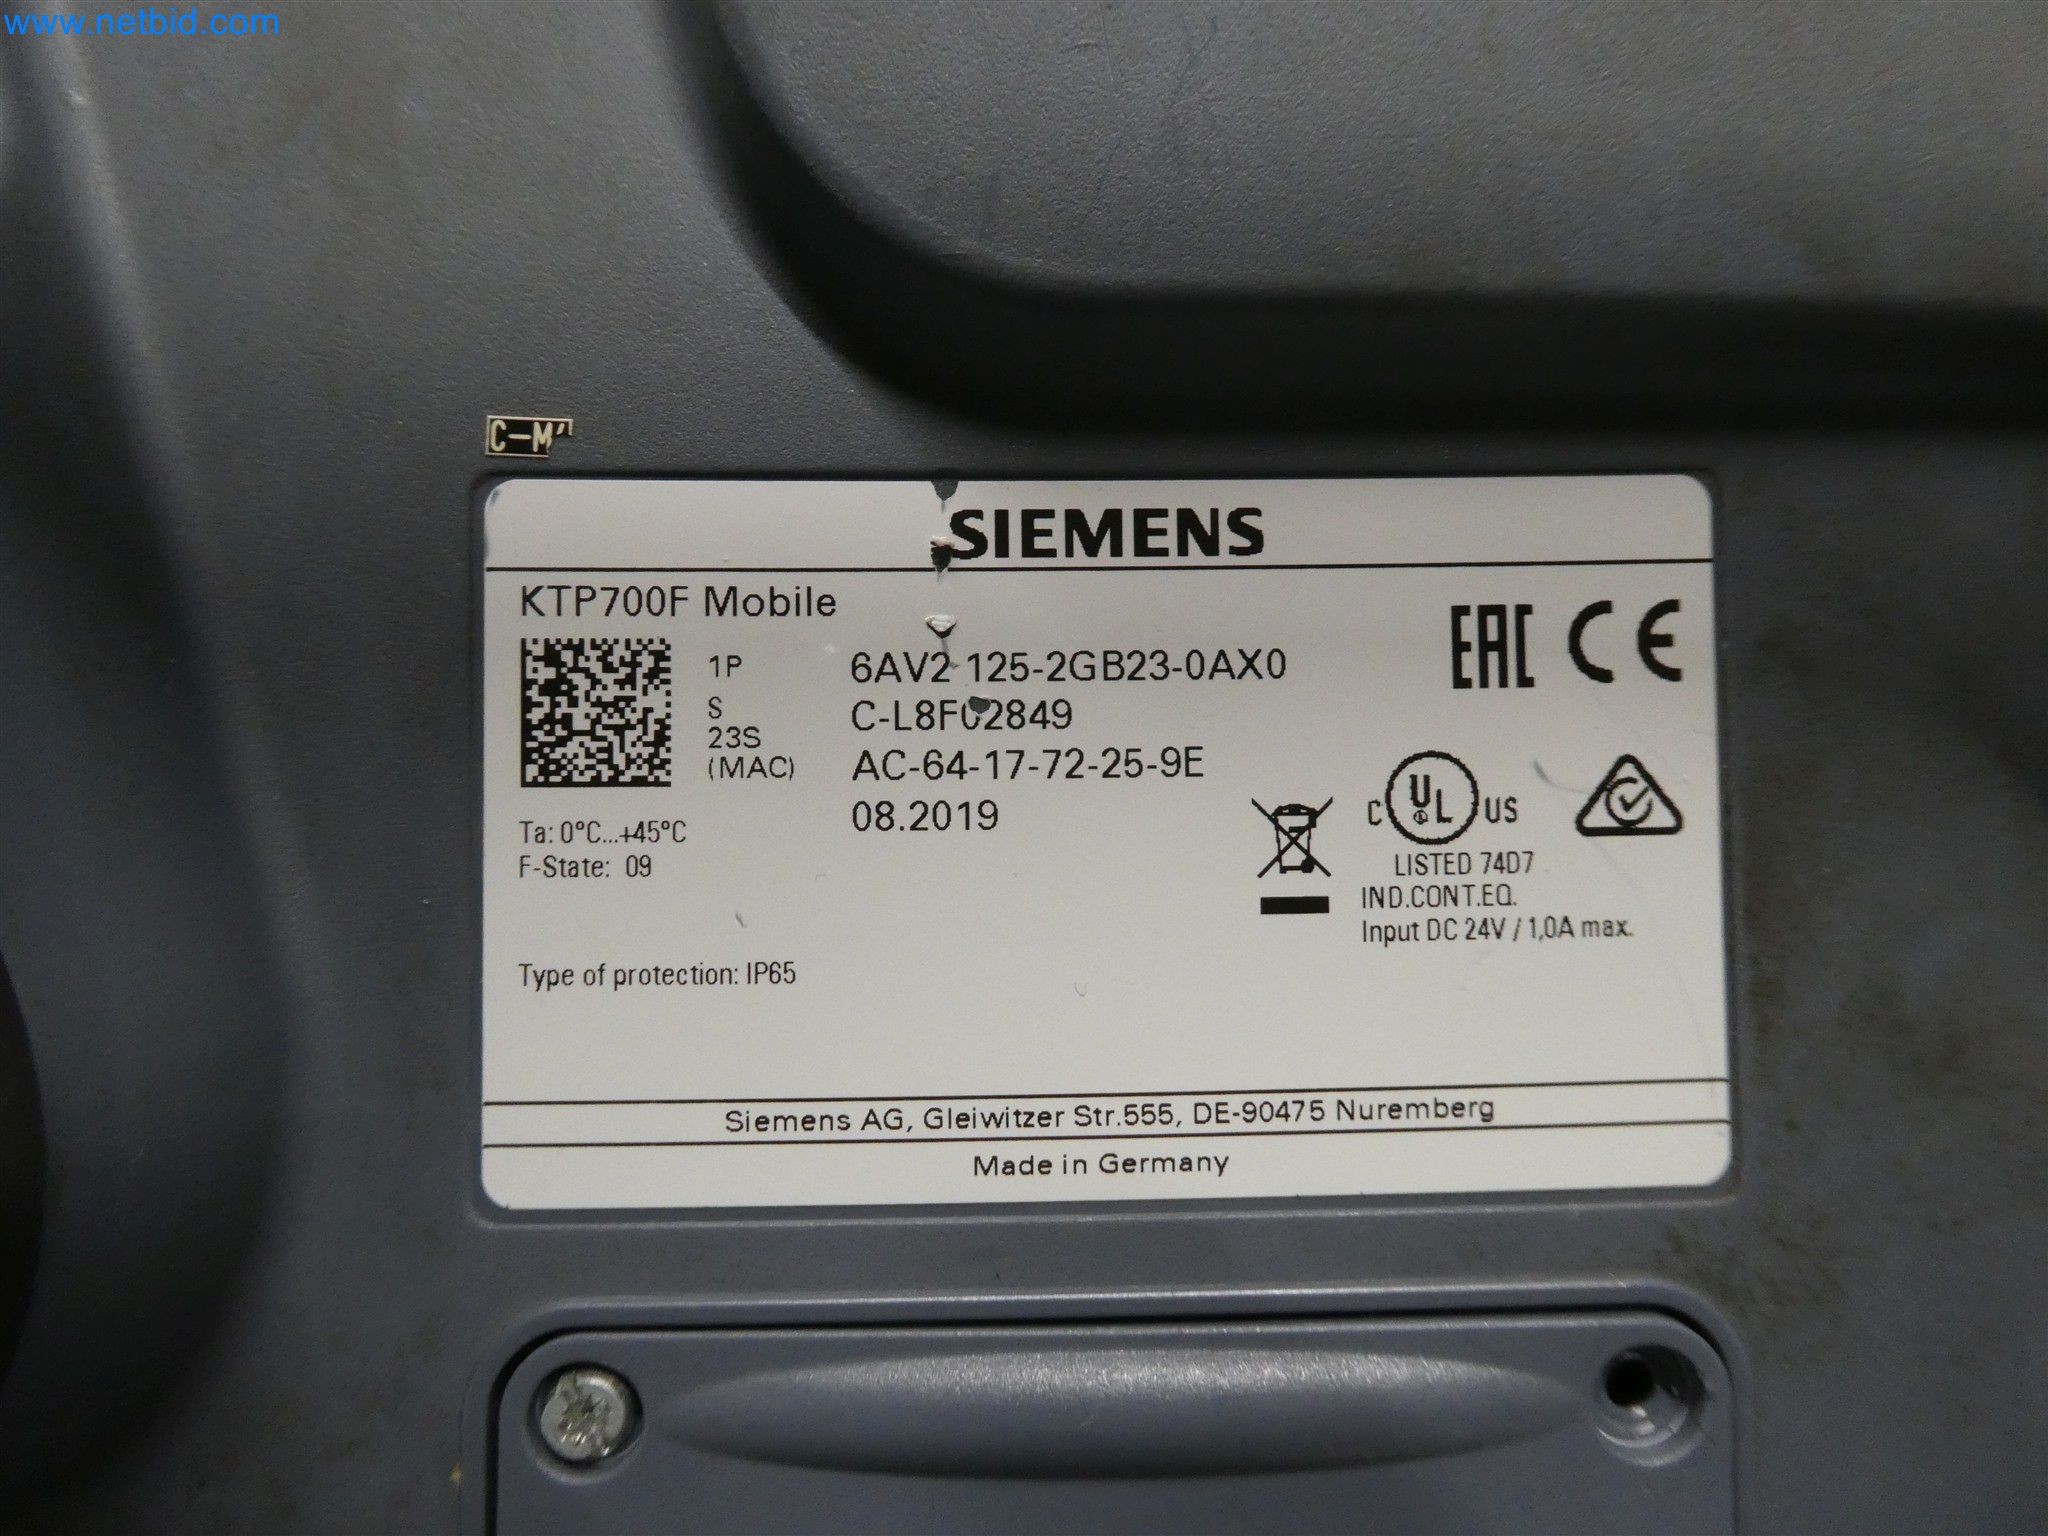 www.netbid.com
C-M
SIEMENS
KTP700F Mobile
EAC CE
1P 6AV2 125-2GB23-0AX0
S C-L8F02849
23S
(MAC) AC-64-17-72-25-9E
08.2019
Ta: 0°C...+45°C
F-State: 09
C UL US
LISTED 74D7
IND.CONT.EQ.
Input DC 24V / 1,0A max.
Type of protection: IP65
Siemens AG, Gleiwitzer Str.555, DE-90475 Nuremberg
Made in Germany